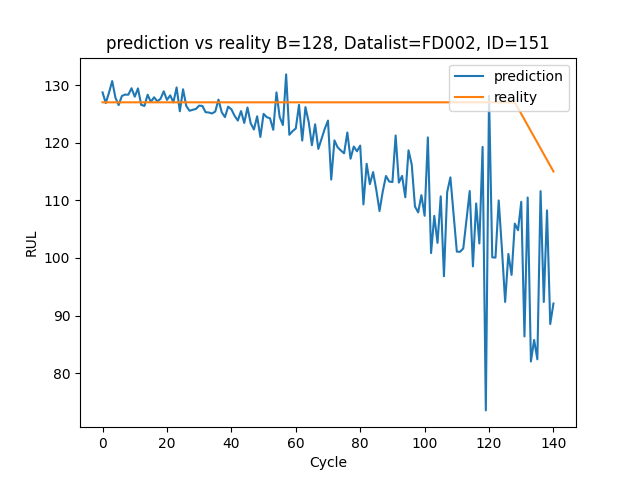 prediction vs reality B=128, Datalist=FD002, ID=151
prediction
reality
130
120
110
100
90
80
RUL
0 20 40 60 80 100 120 140
Cycle